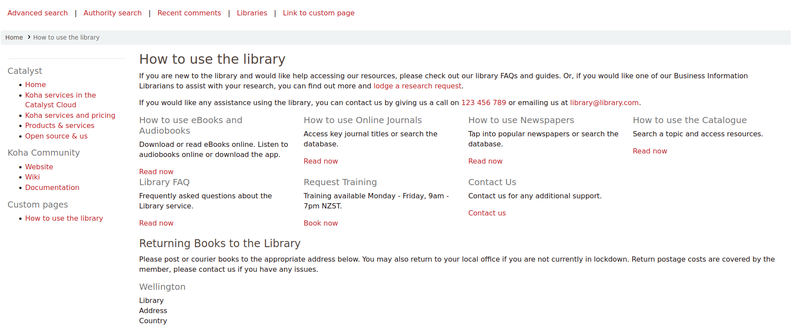 Advanced search | Authority search | Recent comments | Libraries | Link to custom page
Home › How to use the library
Catalyst
Home
Koha services in the
Catalyst Cloud
Koha services and pricing
Products & services
Open source & us
Koha Community
Website
Wiki
Documentation
Custom pages
How to use the library
How to use the library
If you are new to the library and would like help accessing our resources, please check out our library FAQs and guides. Or, if you would like one of our Business Information
Librarians to assist with your research, you can find out more and lodge a research request.
If you would like any assistance using the library, you can contact us by giving us a call on 123 456 789 or emailing us at library@library.com.
How to use eBooks and
Audiobooks
Download or read eBooks online. Listen to
audiobooks online or download the app.
Read now
How to use Online Journals
Access key journal titles or search the
database.
Read now
How to use Newspapers
Tap into popular newspapers or search the
database.
Read now
How to use the Catalogue
Search a topic and access resources.
Read now
Library FAQ
Frequently asked questions about the
Library service.
Read now
Request Training
Training available Monday - Friday, 9am -
7pm NZST.
Book now
Contact Us
Contact us for any additional support.
Contact us
Returning Books to the Library
Please post or courier books to the appropriate address below. You may also return to your local office if you are not currently in lockdown. Return postage costs are covered by the
member, please contact us if you have any issues.
Wellington
Library
Address
Country